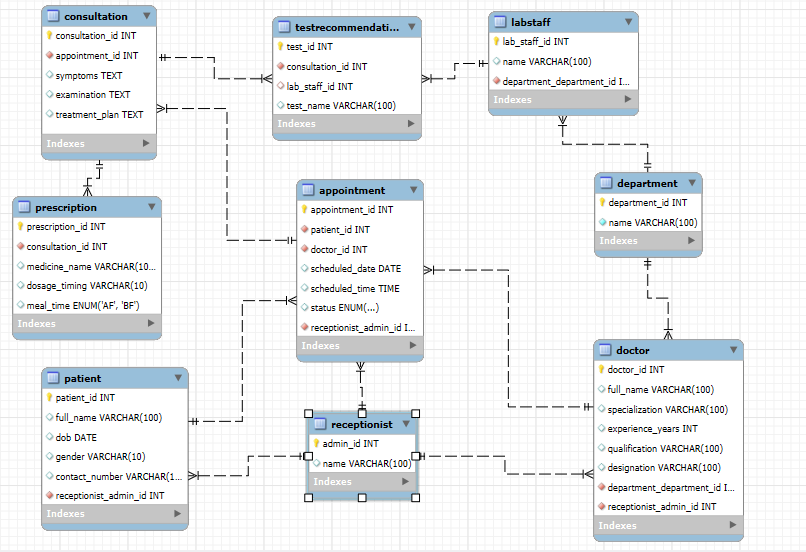 consultation
consultation_id INT
appointment_id INT
symptoms TEXT
examination TEXT
treatment_plan TEXT
Indexes
testrecommendati...
test_id INT
consultation_id INT
lab_staff_id INT
test_name VARCHAR(100)
Indexes
labstaff
lab_staff_id INT
name VARCHAR(100)
department_department_id I...
Indexes
prescription
prescription_id INT
consultation_id INT
medicine_name VARCHAR(10...
dosage_timing VARCHAR(10)
meal_time ENUM('AF', 'BF')
Indexes
appointment
appointment_id INT
patient_id INT
doctor_id INT
scheduled_date DATE
scheduled_time TIME
status ENUM(...)
receptionist_admin_id I...
Indexes
department
department_id INT
name VARCHAR(100)
Indexes
patient
patient_id INT
full_name VARCHAR(100)
dob DATE
gender VARCHAR(10)
contact_number VARCHAR(1...
receptionist_admin_id INT
Indexes
receptionist
admin_id INT
name VARCHAR(100)
Indexes
doctor
doctor_id INT
full_name VARCHAR(100)
specialization VARCHAR(100)
experience_years INT
qualification VARCHAR(100)
designation VARCHAR(100)
department_department_id I...
receptionist_admin_id INT
Indexes